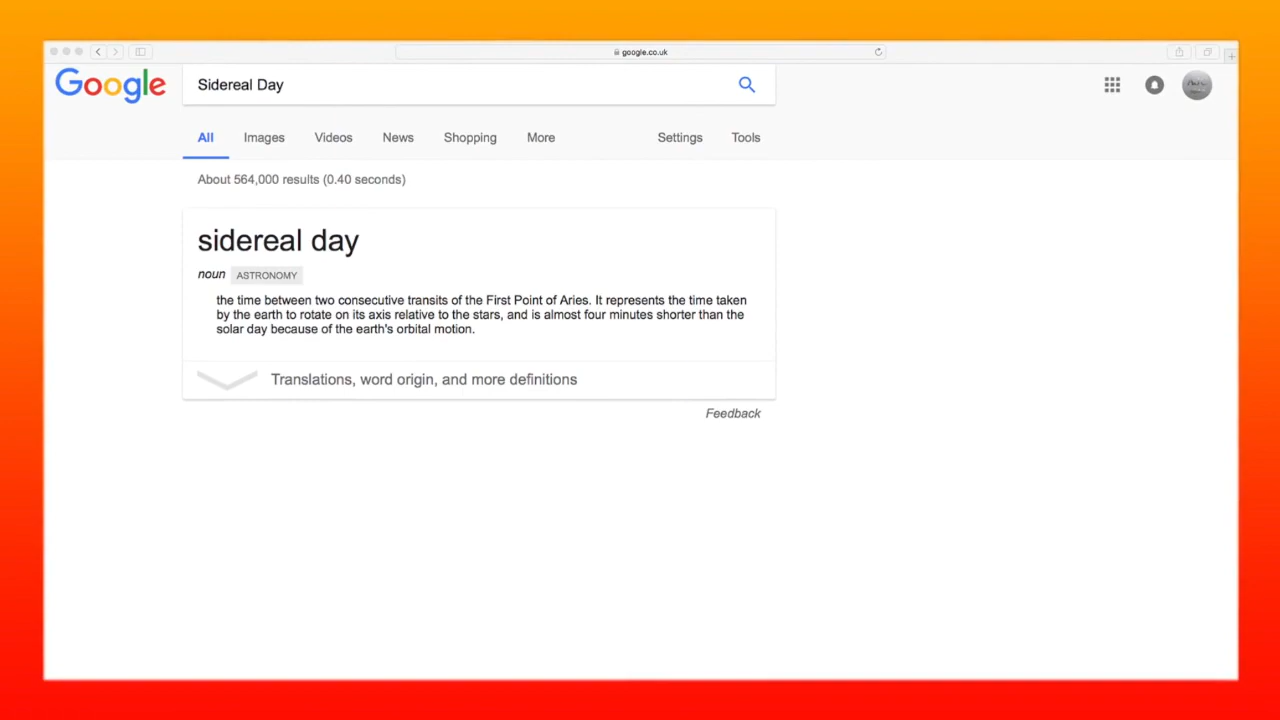 google.co.uk
Google
Sidereal Day
All Images Videos News Shopping More Settings Tools
About 564,000 results (0.40 seconds)
sidereal day
noun ASTRONOMY
the time between two consecutive transits of the First Point of Aries. It represents the time taken
by the earth to rotate on its axis relative to the stars, and is almost four minutes shorter than the
solar day because of the earth's orbital motion.
Translations, word origin, and more definitions
Feedback